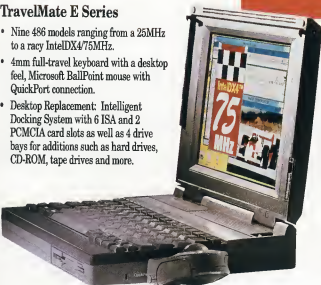 TravelMate E Series
• Nine 486 models ranging from a 25MHz
to a racy IntelDX4/75MHz.
• 4mm full-travel keyboard with a desktop
feel, Microsoft BallPoint mouse with
QuickPort connection.
• Desktop Replacement: Intelligent
Docking System with 6 ISA and 2
PCMCIA card slots as well as 4 drive
bays for additions such as hard drives,
CD-ROM, tape drives and more.
IntelDX4
75
MHz